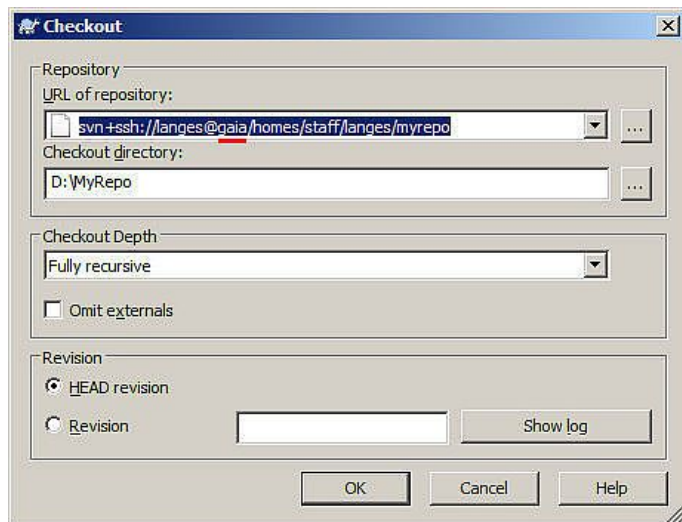 Checkout
Repository
URL of repository:
svn+ssh://langes@gaia/homes/staff/langes/myrepo
...
Checkout directory:
D:\MyRepo
...
Checkout Depth
Fully recursive
Omit externals
Revision
HEAD revision
Revision
Show log
OK Cancel Help